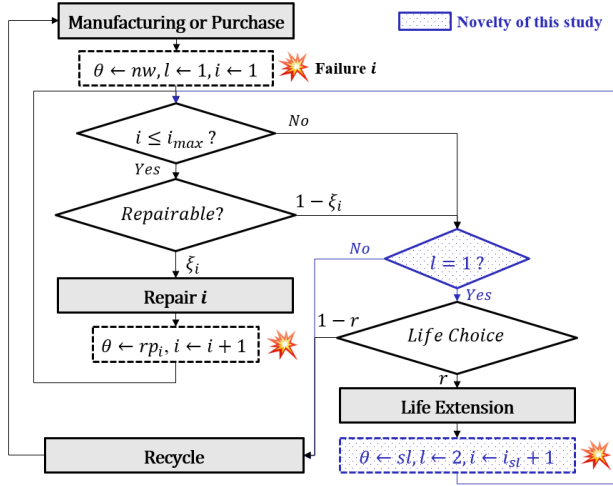 Manufacturing or Purchase
Novelty of this study
θ ← nw, l ← 1, i ← 1
Failure i
i ≤ i_max ?
No
Yes
Repairable?
1 − ξ_i
No
l = 1 ?
ξ_i
Yes
Repair i
1 − r
Life Choice
θ ← rp_i, i ← i + 1
r
Life Extension
Recycle
θ ← sl, l ← 2, i ← i_sl + 1